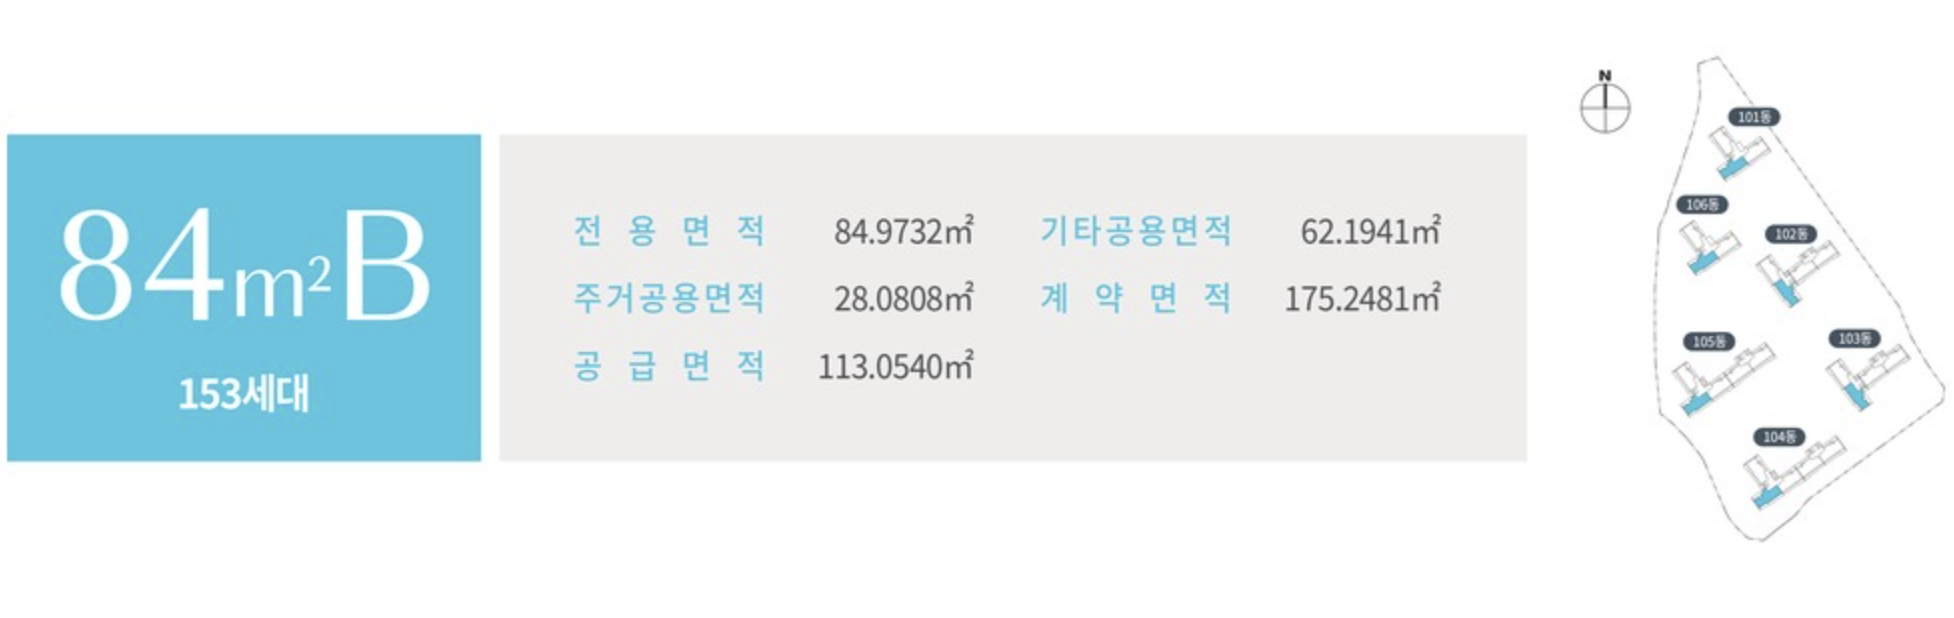 84m²B
153세대
전용면적 84.9732㎡ 기타공용면적 62.1941㎡
주거공용면적 28.0808㎡ 계약면적 175.2481㎡
공급면적 113.0540㎡
N
101동
106동
102동
105동
103동
104동